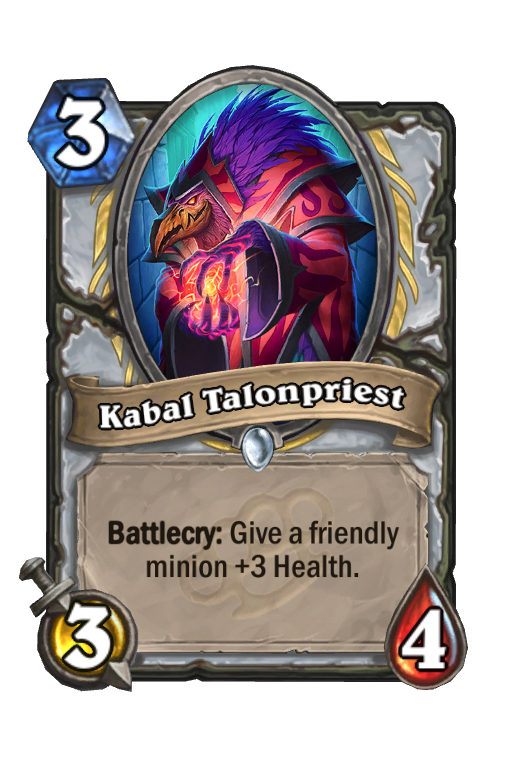 3
Kabal Talonpriest
Battlecry: Give a friendly
minion +3 Health.
3
4